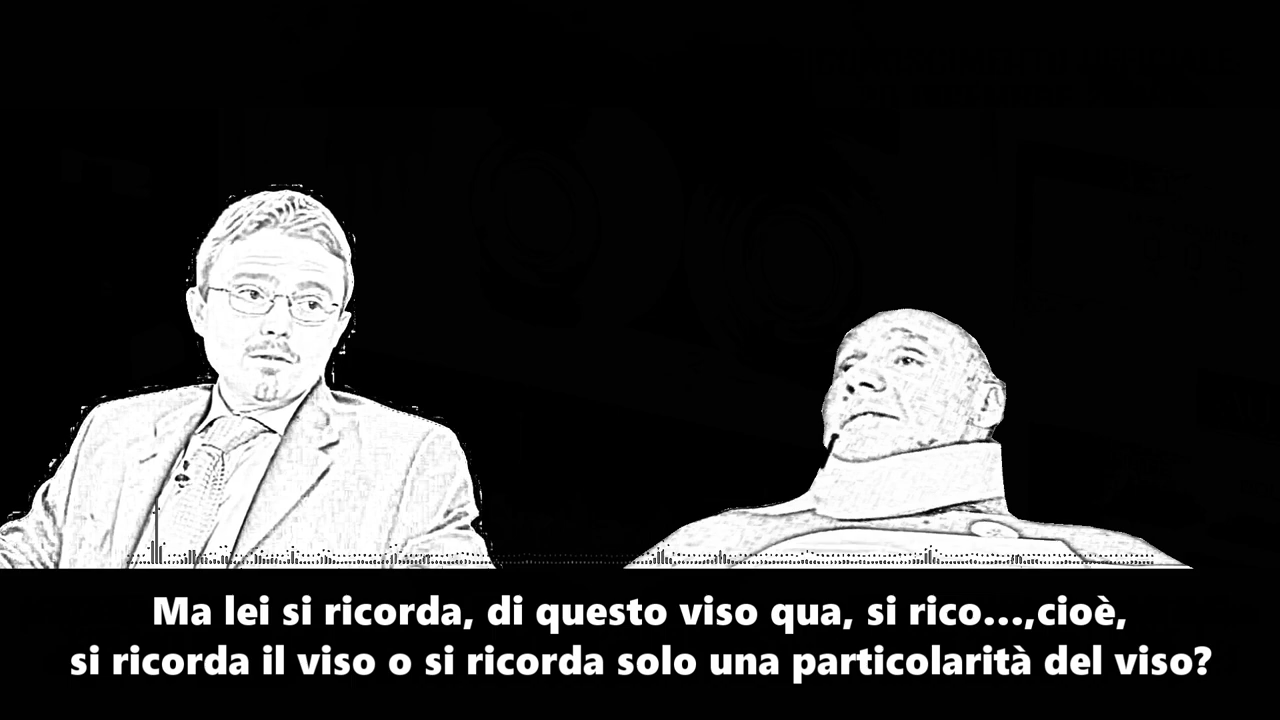 Ma lei si ricorda, di questo viso qua, si rico...,cioè,
si ricorda il viso o si ricorda solo una particolarità del viso?